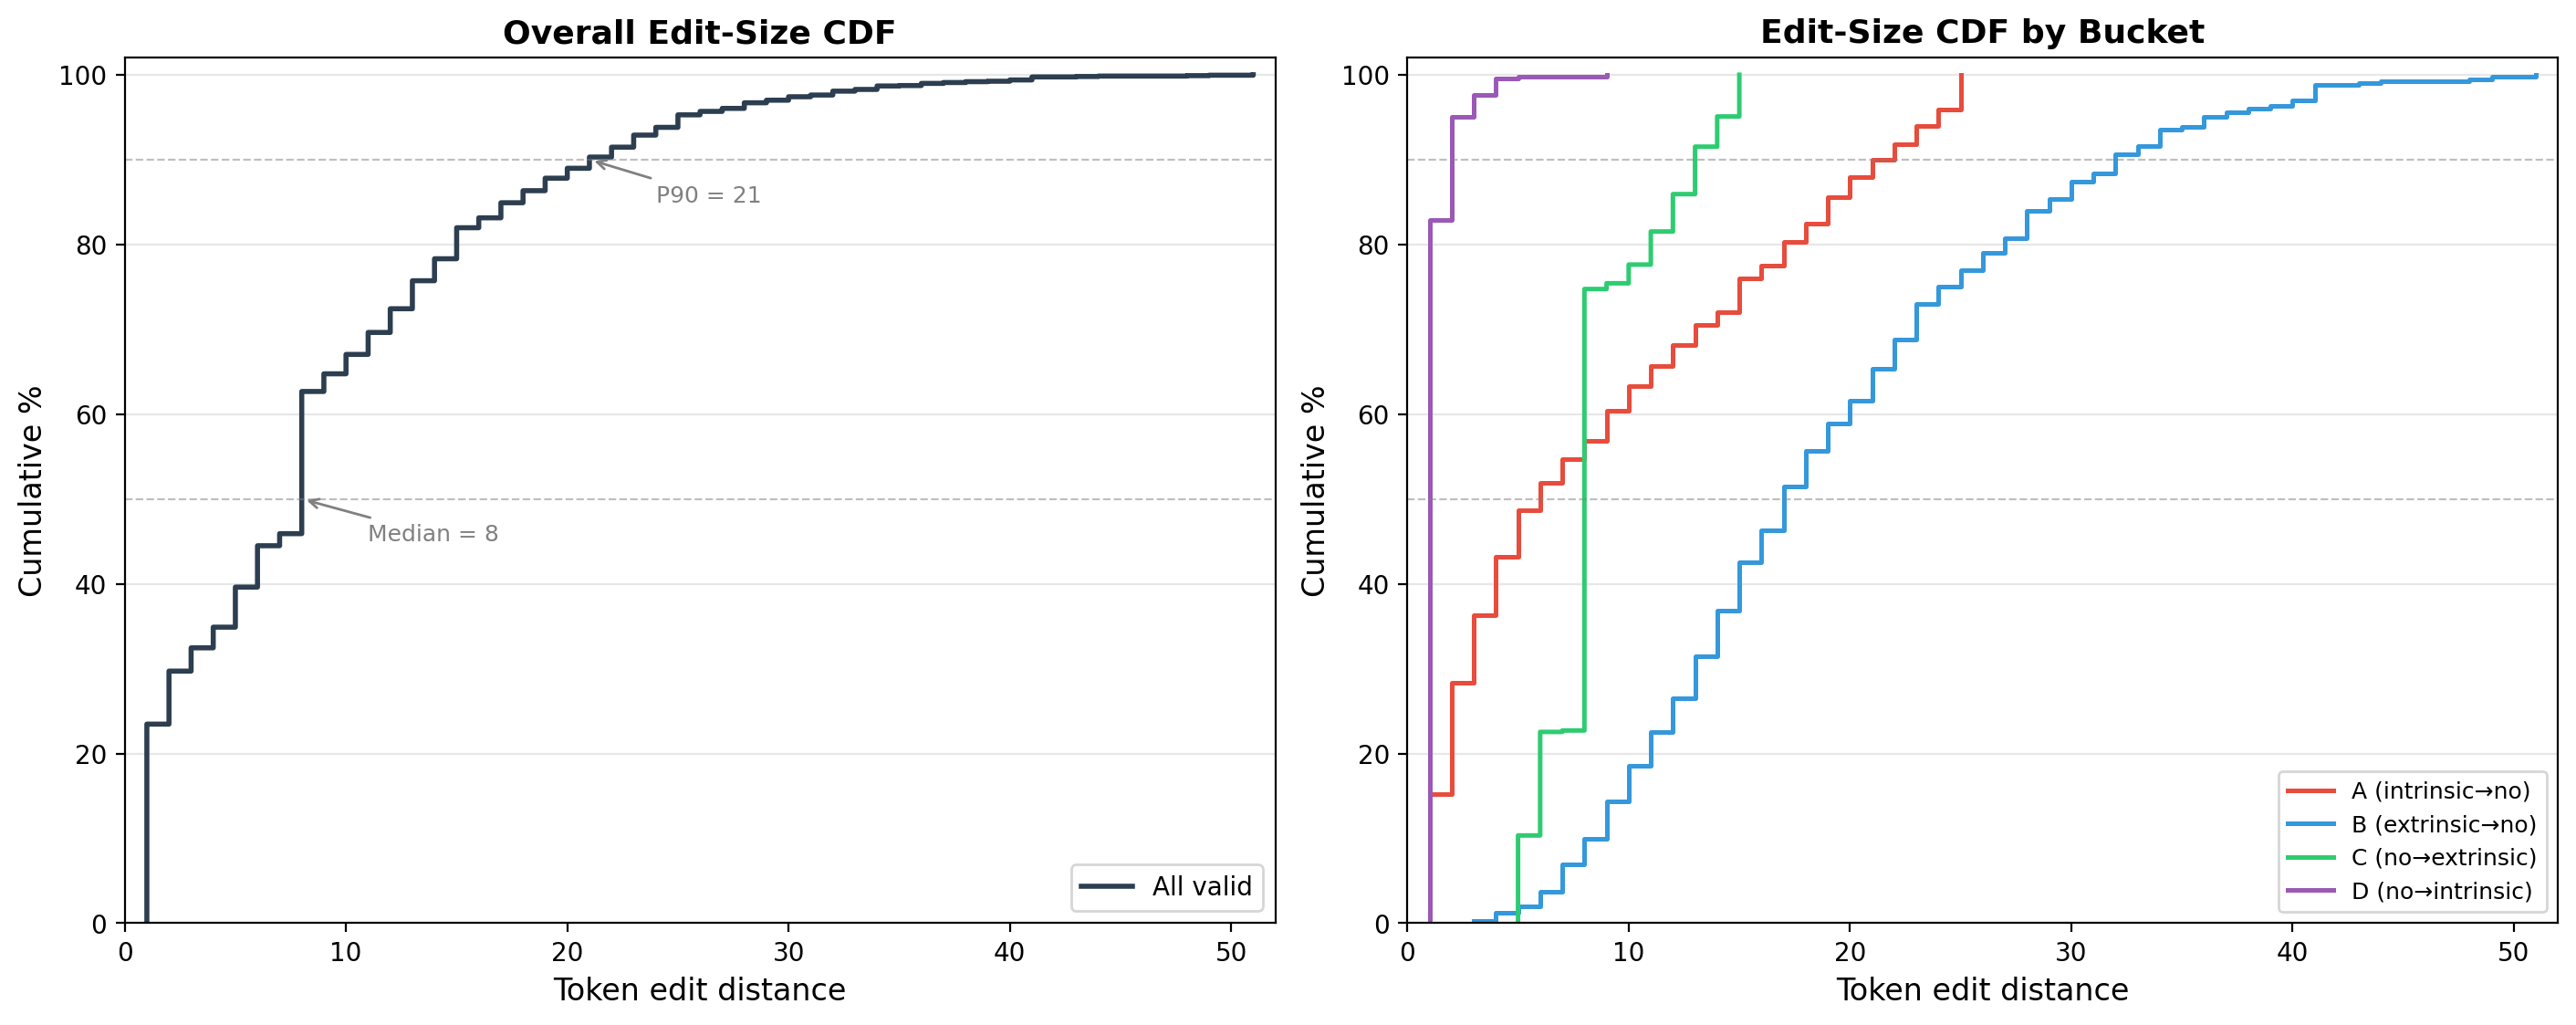 Overall Edit-Size CDF
Cumulative %
100
80
60
40
20
0
P90 = 21
Median = 8
All valid
0 10 20 30 40 50
Token edit distance
Edit-Size CDF by Bucket
Cumulative %
100
80
60
40
20
0
A (intrinsic→no)
B (extrinsic→no)
C (no→extrinsic)
D (no→intrinsic)
0 10 20 30 40 50
Token edit distance